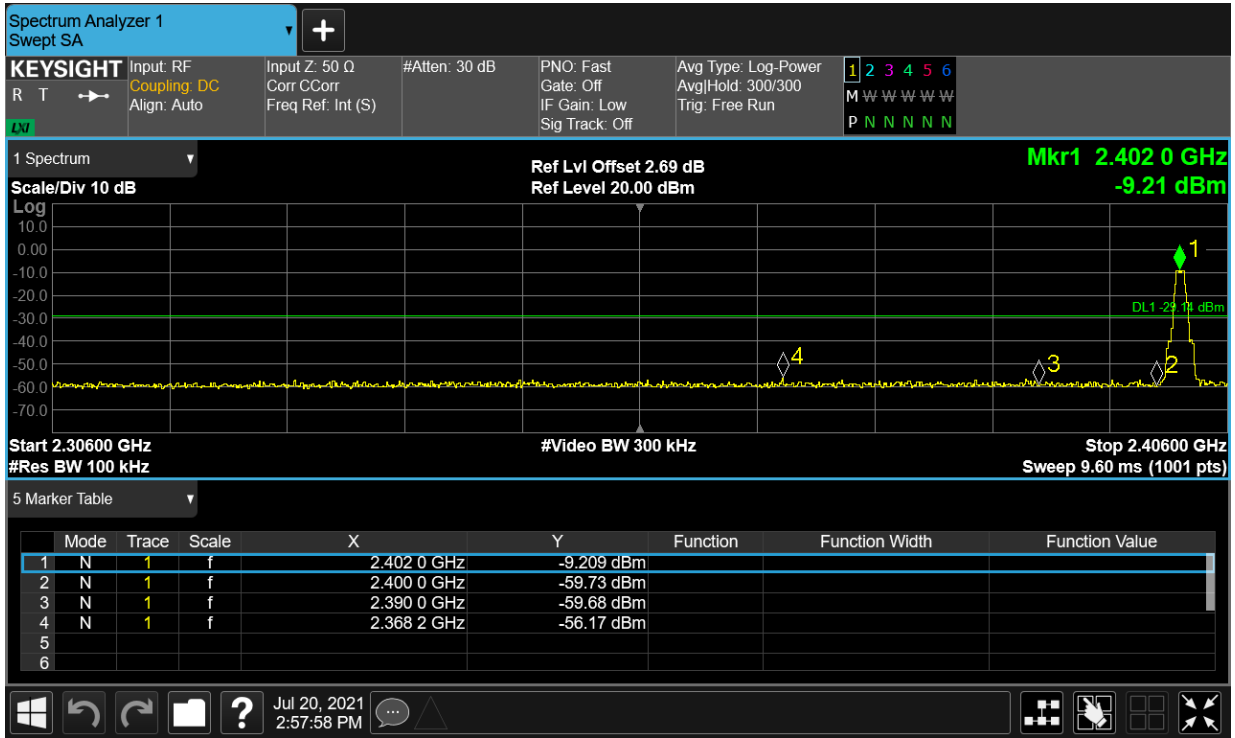 Spectrum Analyzer 1
Swept SA
KEYSIGHT
R T
LXI
Input: RF
Coupling: DC
Align: Auto
Input Z: 50 Ω
Corr CCorr
Freq Ref: Int (S)
#Atten: 30 dB
PNO: Fast
Gate: Off
IF Gain: Low
Sig Track: Off
Avg Type: Log-Power
Avg|Hold: 300/300
Trig: Free Run
1 2 3 4 5 6
M W W W W W
P N N N N N
1 Spectrum
Scale/Div 10 dB
Ref Lvl Offset 2.69 dB
Ref Level 20.00 dBm
Mkr1 2.402 0 GHz
-9.21 dBm
Log
10.0
0.00
-10.0
-20.0
-30.0
-40.0
-50.0
-60.0
-70.0
1
DL1 -29.14 dBm
4
3
2
Start 2.30600 GHz
#Res BW 100 kHz
#Video BW 300 kHz
Stop 2.40600 GHz
Sweep 9.60 ms (1001 pts)
5 Marker Table
Mode Trace Scale X Y Function Function Width Function Value
1 N 1 f 2.402 0 GHz -9.209 dBm
2 N 1 f 2.400 0 GHz -59.73 dBm
3 N 1 f 2.390 0 GHz -59.68 dBm
4 N 1 f 2.368 2 GHz -56.17 dBm
5
6
?
Jul 20, 2021
2:57:58 PM